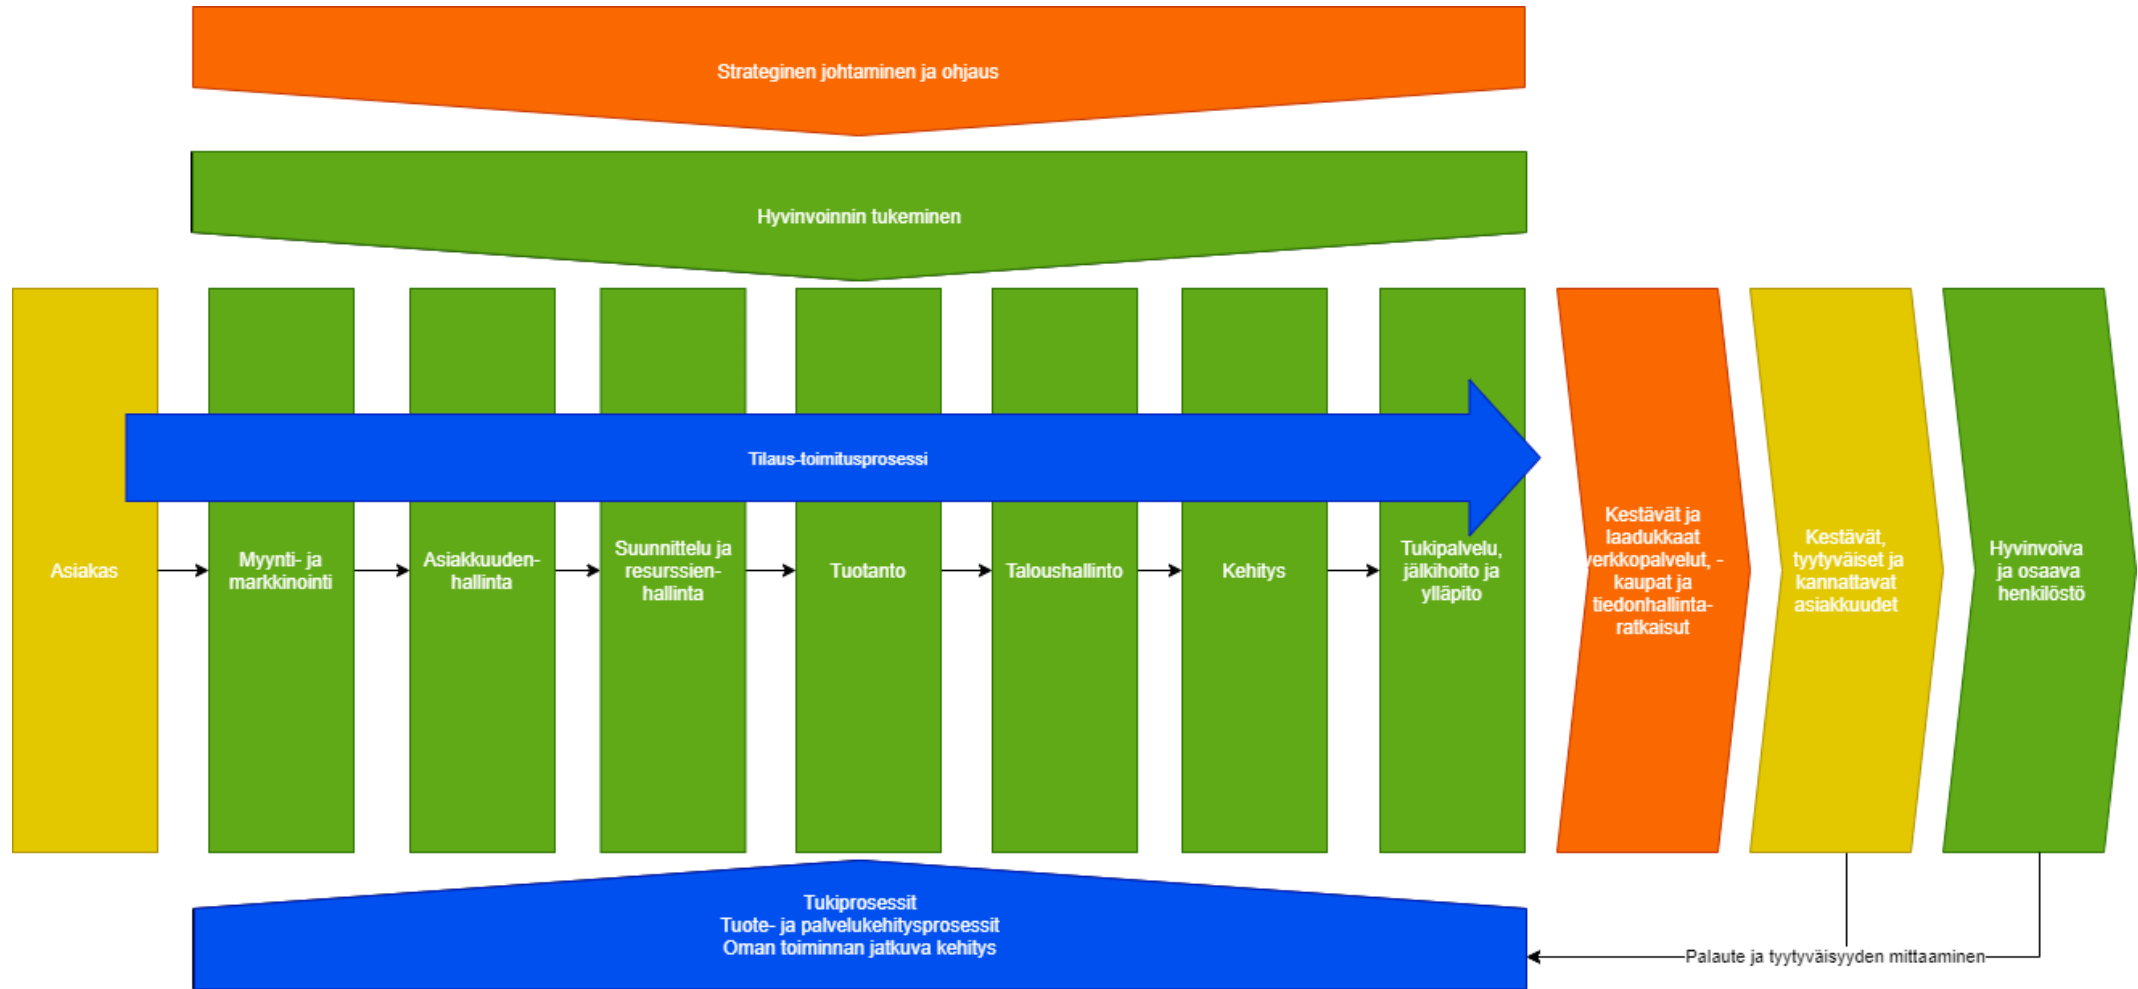 Strateginen johtaminen ja ohjaus
Hyvinvoinnin tukeminen
Tilaus-toimitusprosessi
Asiakas
Myynti- ja
markkinointi
Asiakkuuden-
hallinta
Suunnittelu ja
resurssien-
hallinta
Tuotanto
Taloushallinto
Kehitys
Tukipalvelu,
jälkihoito ja
ylläpito
Kestävät ja
laadukkaat
verkkopalvelut, -
kaupat ja
tiedonhallinta-
ratkaisut
Kestävät,
tyytyväiset ja
kannattavat
asiakkuudet
Hyvinvoiva
ja osaava
henkilöstö
Tukiprosessit
Tuote- ja palvelukehitysprosessit
Oman toiminnan jatkuva kehitys
Palaute ja tyytyväisyyden mittaaminen